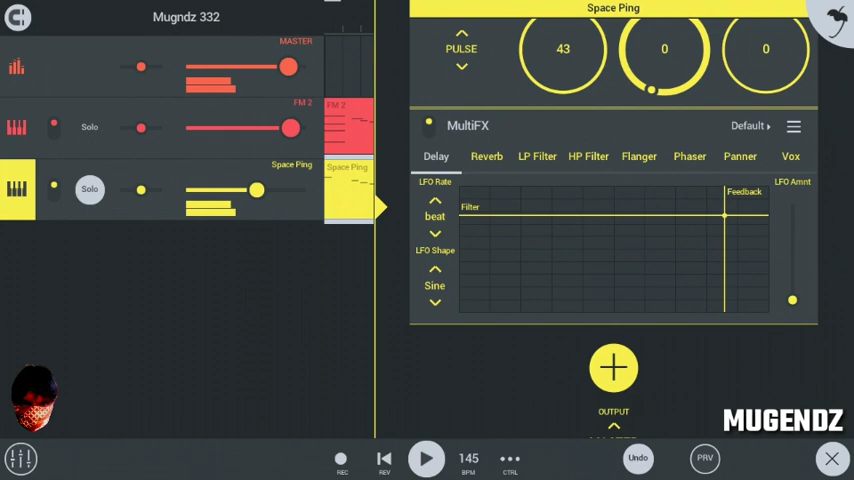 Mugndz 332
Space Ping
MASTER
PULSE
43
0
0
FM 2
FM 2
Solo
MultiFX
Default
Delay
Reverb
LP Filter
HP Filter
Flanger
Phaser
Panner
Vox
Space Ping
Space Ping
Solo
LFO Rate
beat
Filter
Feedback
LFO Amnt
LFO Shape
Sine
OUTPUT
MUGENDZ
REC
REV
145
BPM
CTRL
Undo
PRV